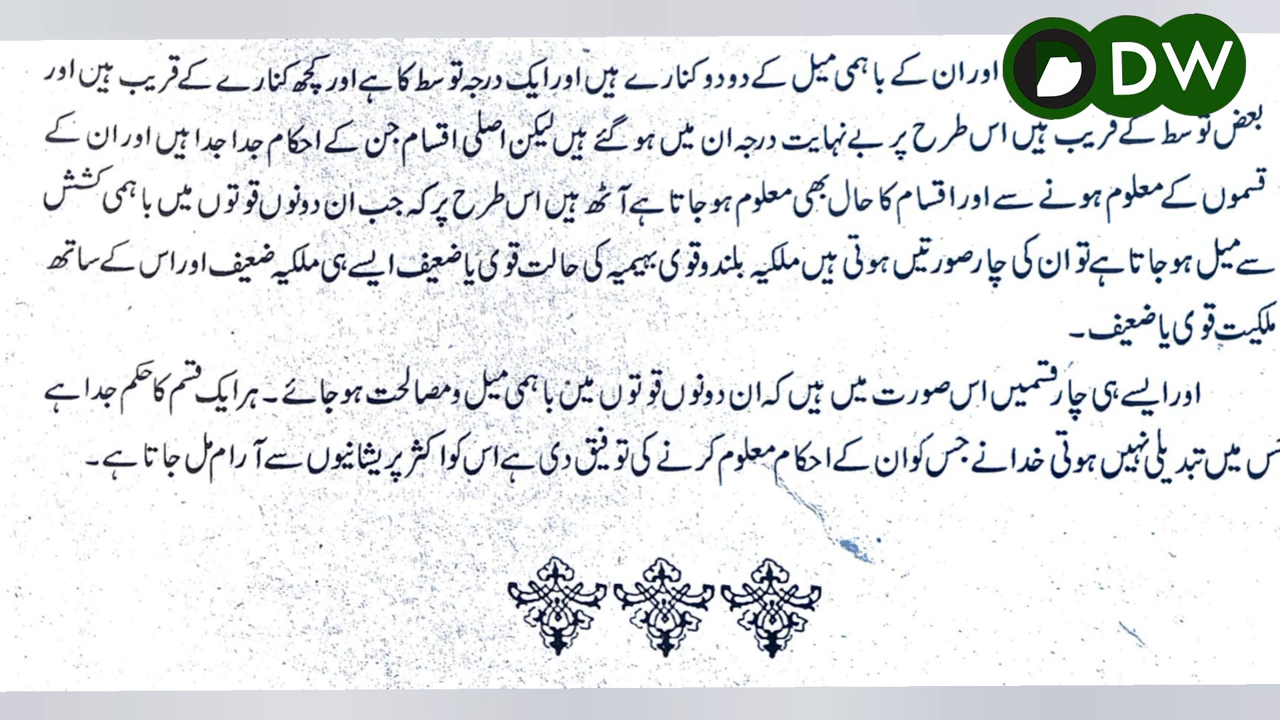 DW
اور ان کے باہمی میل کے دو دو کنارے ہیں اور ایک درجہ توسط کا ہے اور کچھ کنارے کے قریب ہیں اور
بعض توسط کے قریب ہیں اس طرح پر بے نہایت درجہ ان میں ہو گئے ہیں لیکن اصلی اقسام جن کے احکام جدا جدا ہیں اور ان کے
قسموں کے معلوم ہونے سے اور اقسام کا حال بھی معلوم ہو جاتا ہے آٹھ ہیں اس طرح پر کہ جب ان دونوں قوتوں میں باہمی کشش
سے میل ہو جاتا ہے تو ان کی چار صورتیں ہوتی ہیں ملکیہ بلند و قوی بہیمیہ کی حالت قوی یا ضعیف ایسے ہی ملکیہ ضعیف اور اس کے ساتھ
ملکیت قوی یا ضعیف۔
اور ایسے ہی چار قسمیں اس صورت میں ہیں کہ ان دونوں قوتوں میں باہمی میل و مصالحت ہو جائے۔ ہر ایک قسم کا حکم جدا ہے
میں تبدیلی نہیں ہوتی خدا نے جس کو ان کے احکام معلوم کرنے کی توفیق دی ہے اس کو اکثر پریشانیوں سے آرام مل جاتا ہے۔